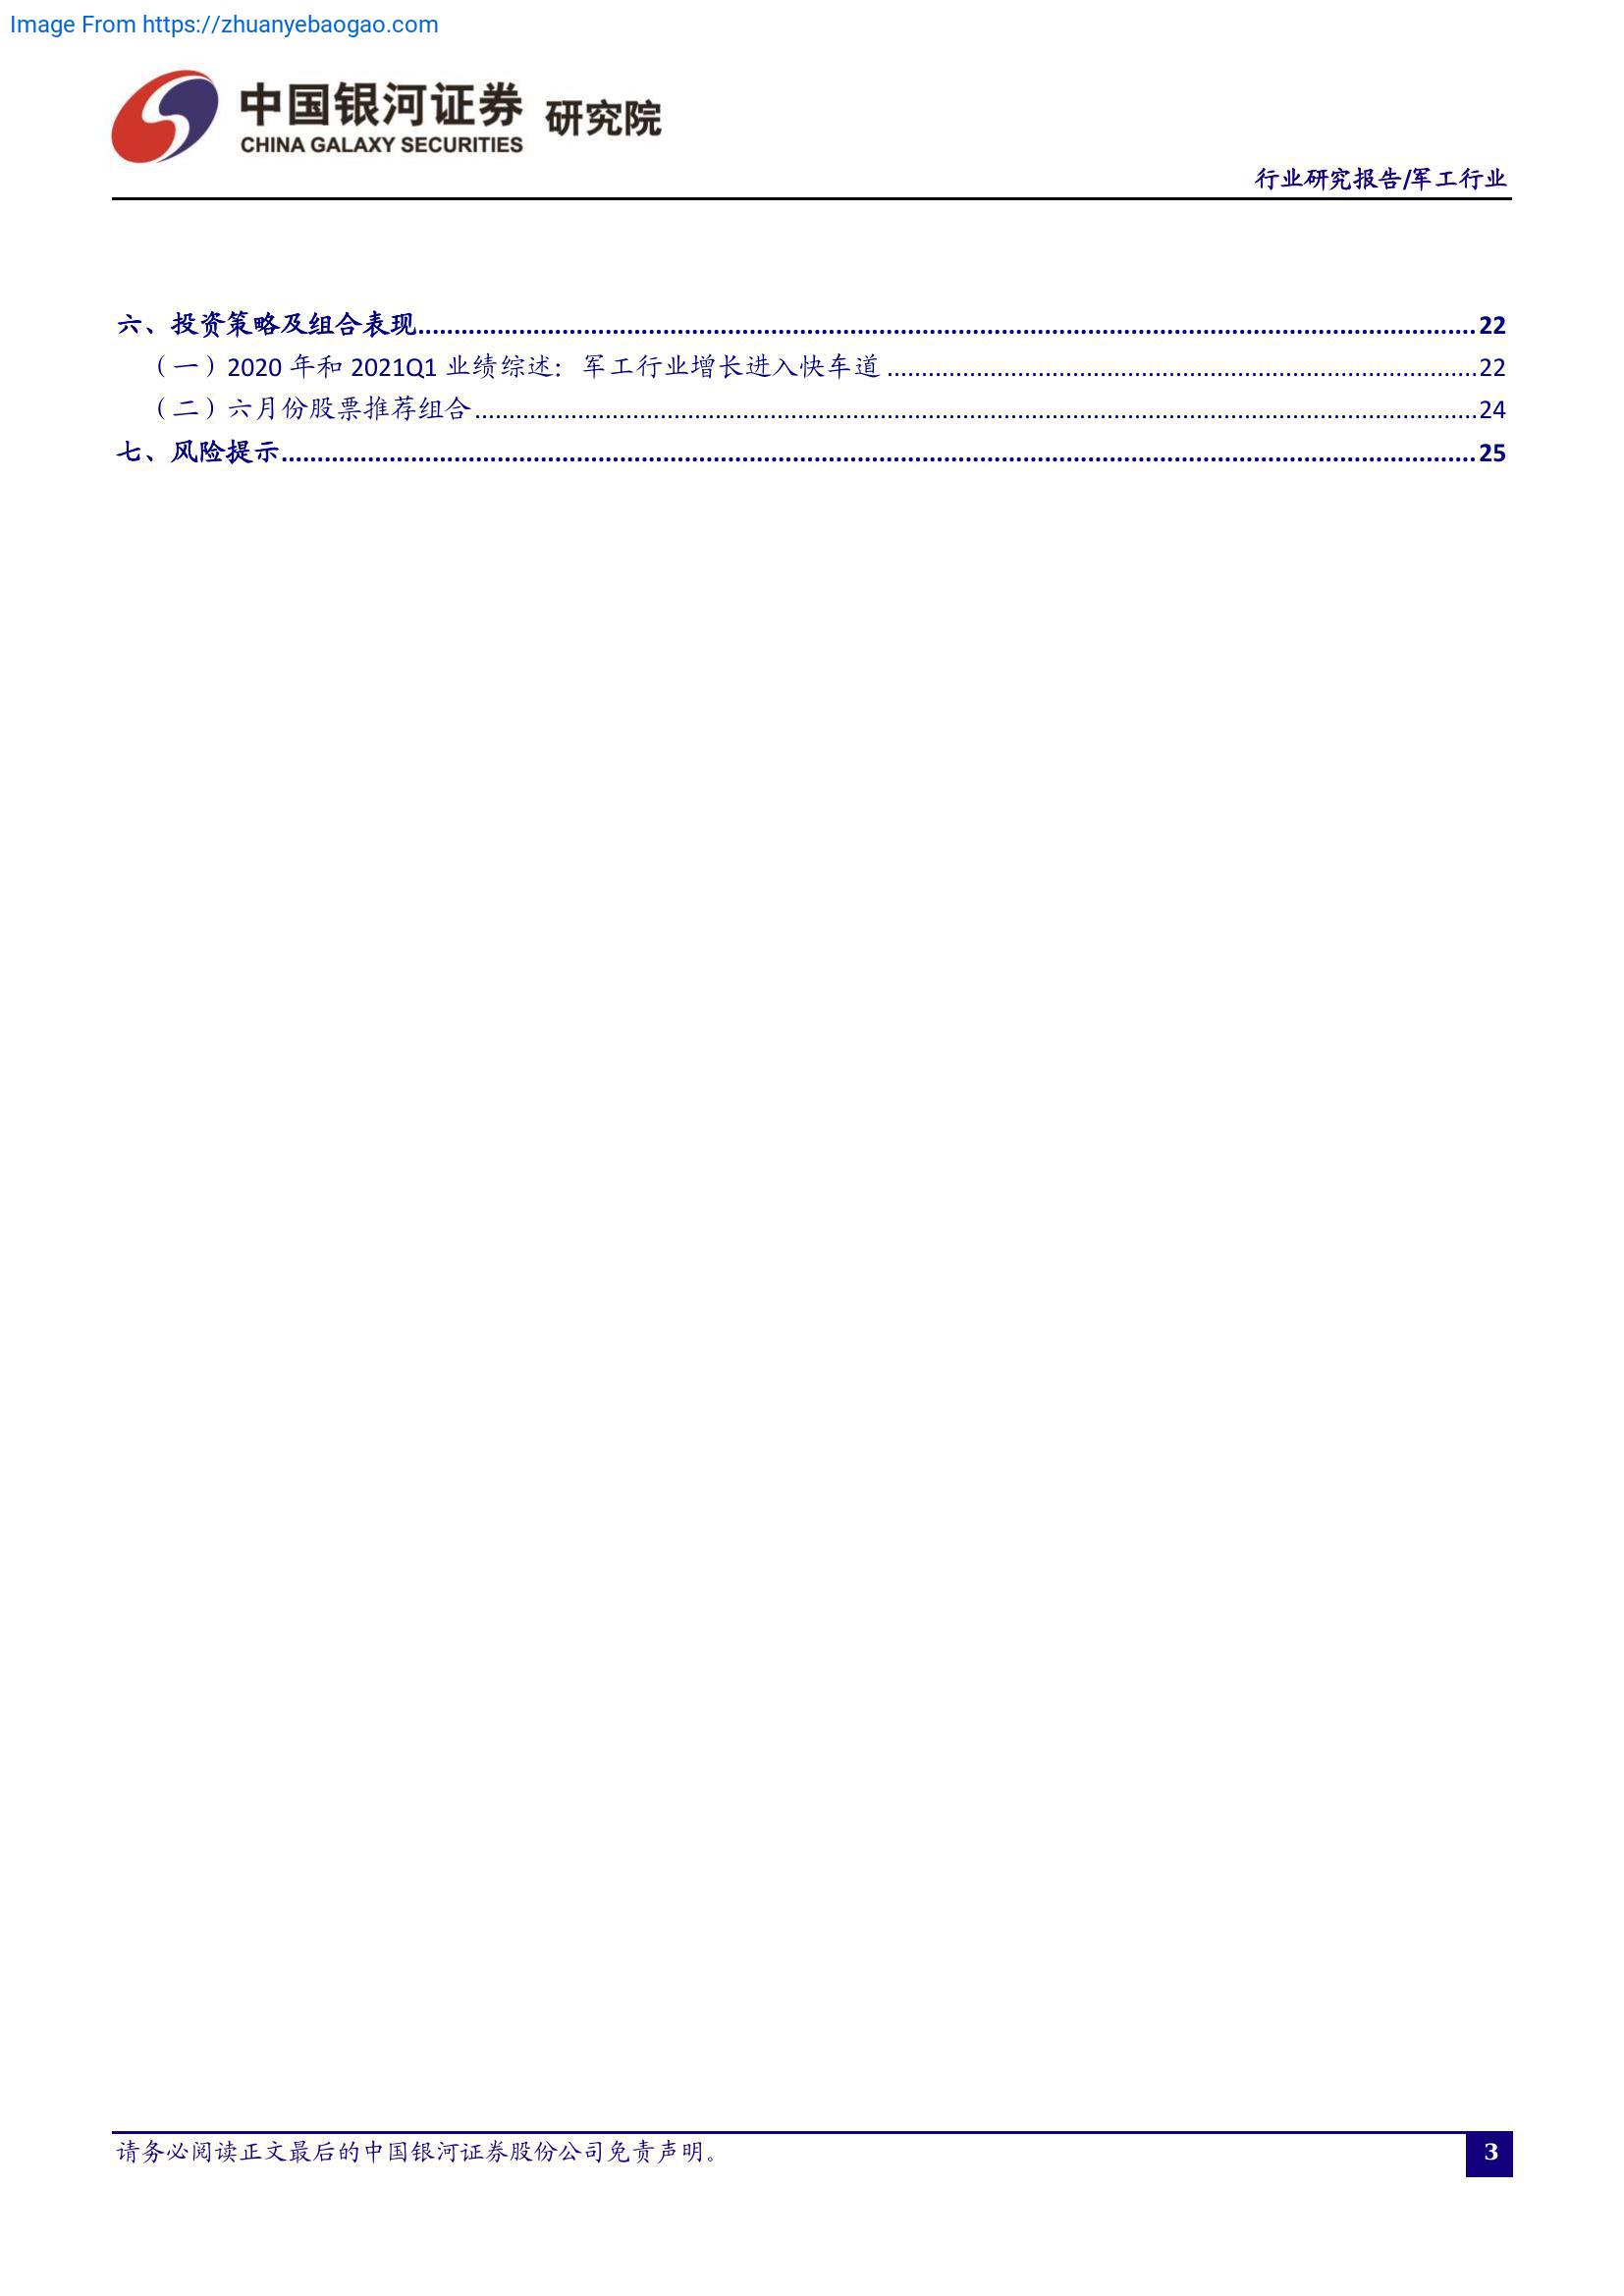 Image From https://zhuanyebaogao.com
中国银河证券 研究院
CHINA GALAXY SECURITIES
行业研究报告/军工行业
六、投资策略及组合表现........................22
（一）2020 年和 2021Q1 业绩综述：军工行业增长进入快车道........................22
（二）六月份股票推荐组合........................24
七、风险提示........................25
请务必阅读正文最后的中国银河证券股份公司免责声明。
3